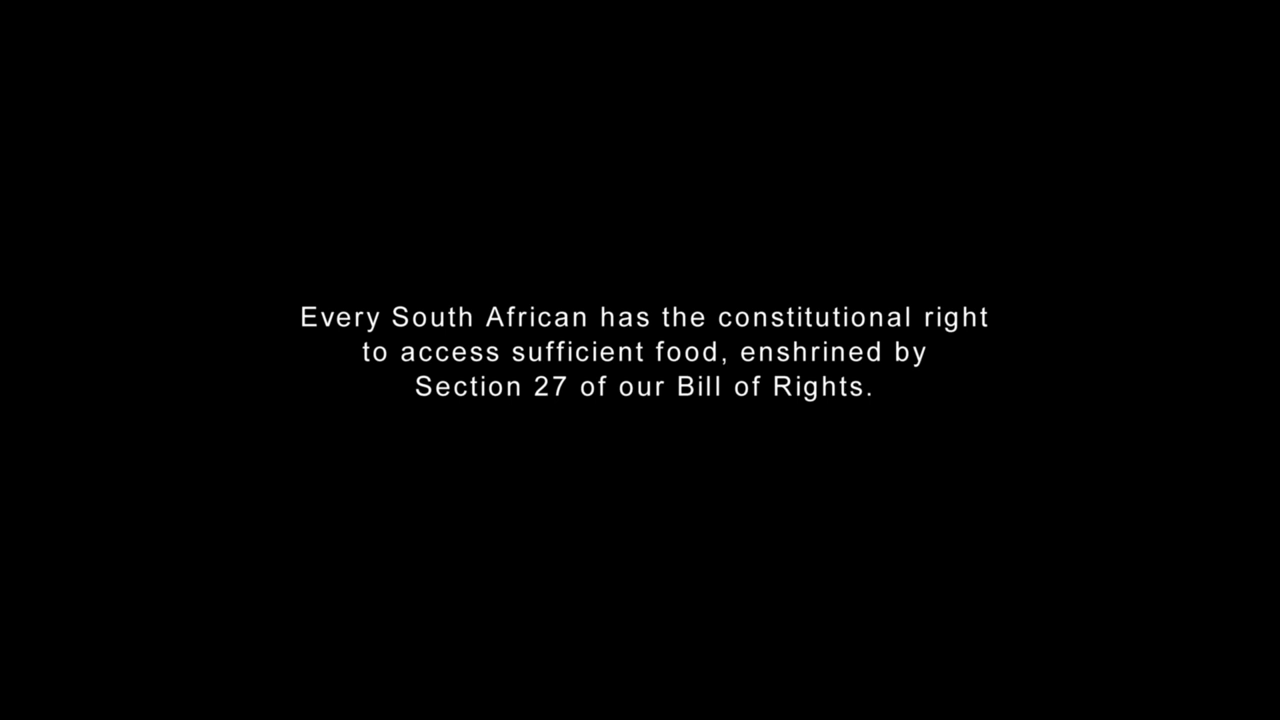 Every South African has the constitutional right
to access sufficient food, enshrined by
Section 27 of our Bill of Rights.